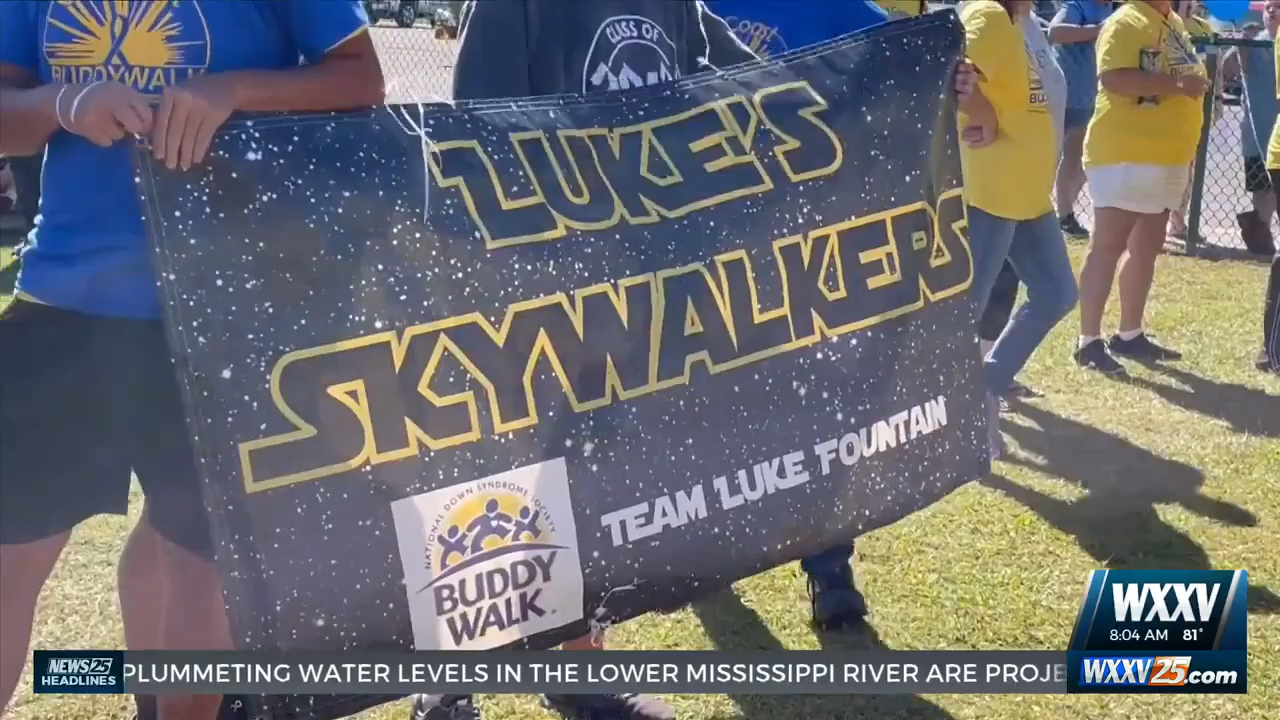 BUDDYWALK
CLASS OF
LUKE'S
SKYWALKERS
TEAM LUKE FOUNTAIN
NATIONAL DOWN SYNDROME SOCIETY
BUDDY
WALK
WXXV
8:04 AM 81°
WXXV25.com
NEWS25
HEADLINES
PLUMMETING WATER LEVELS IN THE LOWER MISSISSIPPI RIVER ARE PROJE